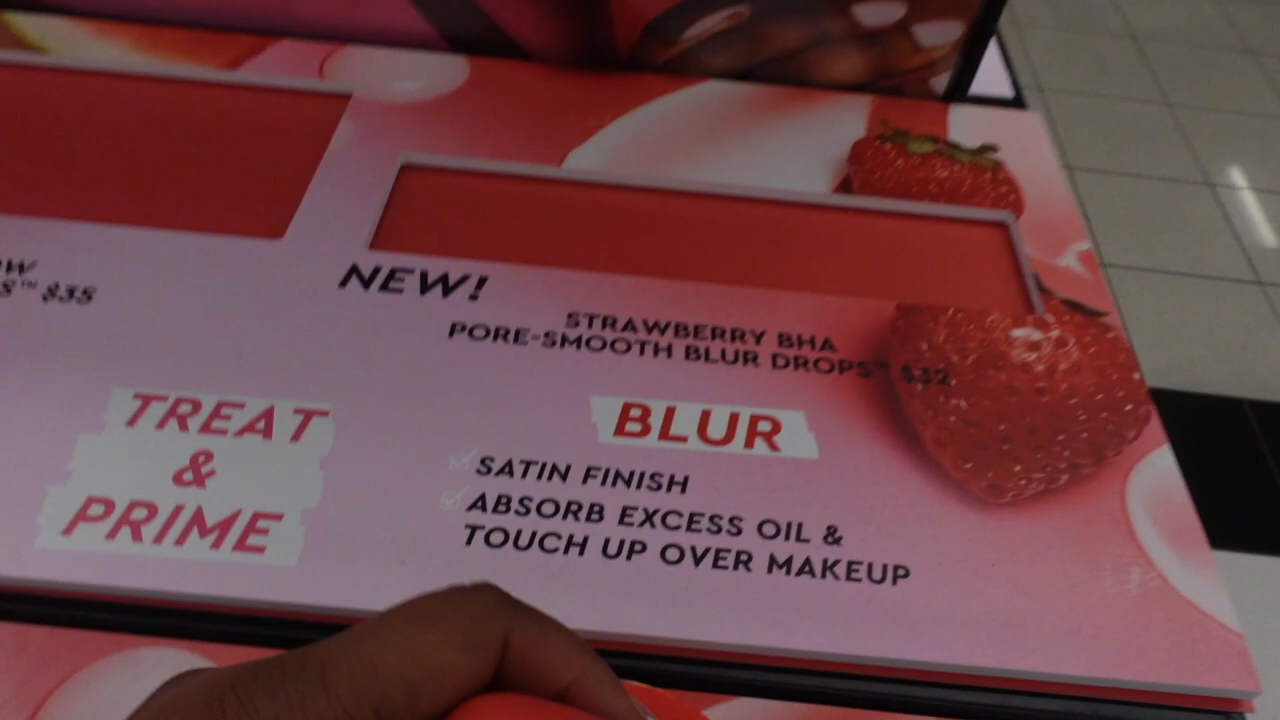 $35
NEW!
STRAWBERRY BHA
PORE-SMOOTH BLUR DROPS™ $32
TREAT
&
PRIME
BLUR
SATIN FINISH
ABSORB EXCESS OIL &
TOUCH UP OVER MAKEUP